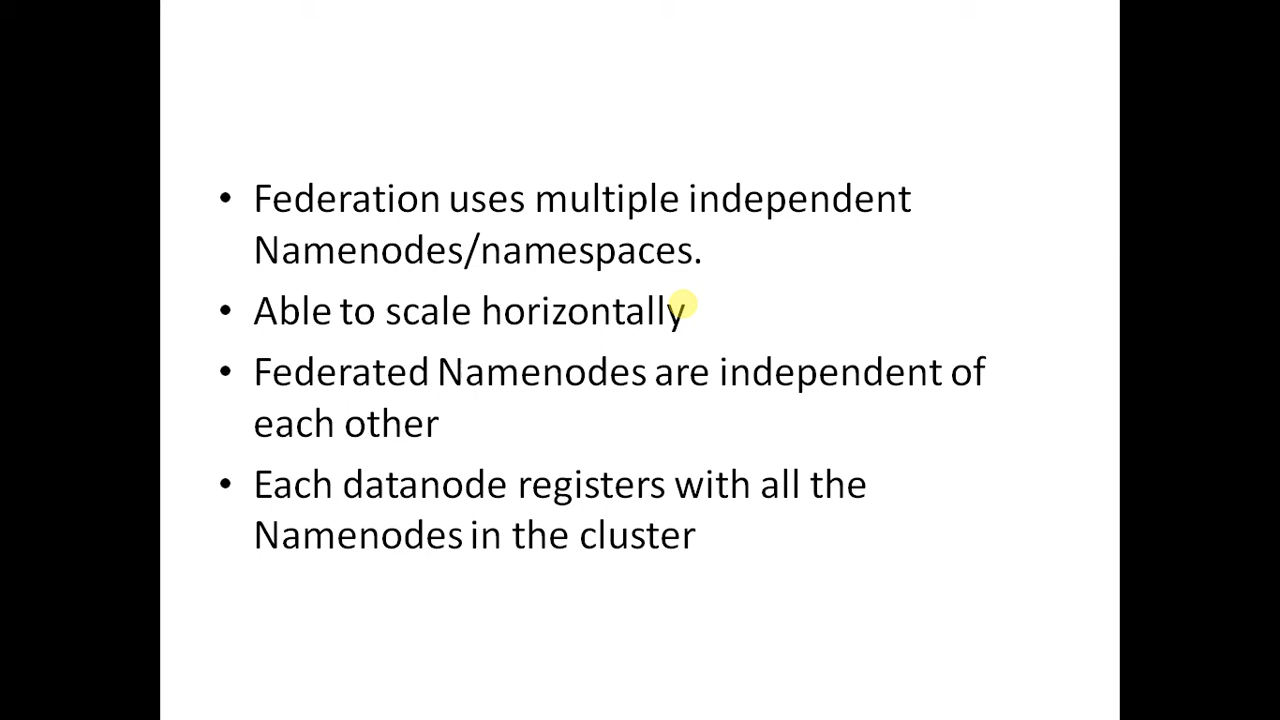 • Federation uses multiple independent
Namenodes/namespaces.
• Able to scale horizontally
• Federated Namenodes are independent of
each other
• Each datanode registers with all the
Namenodes in the cluster